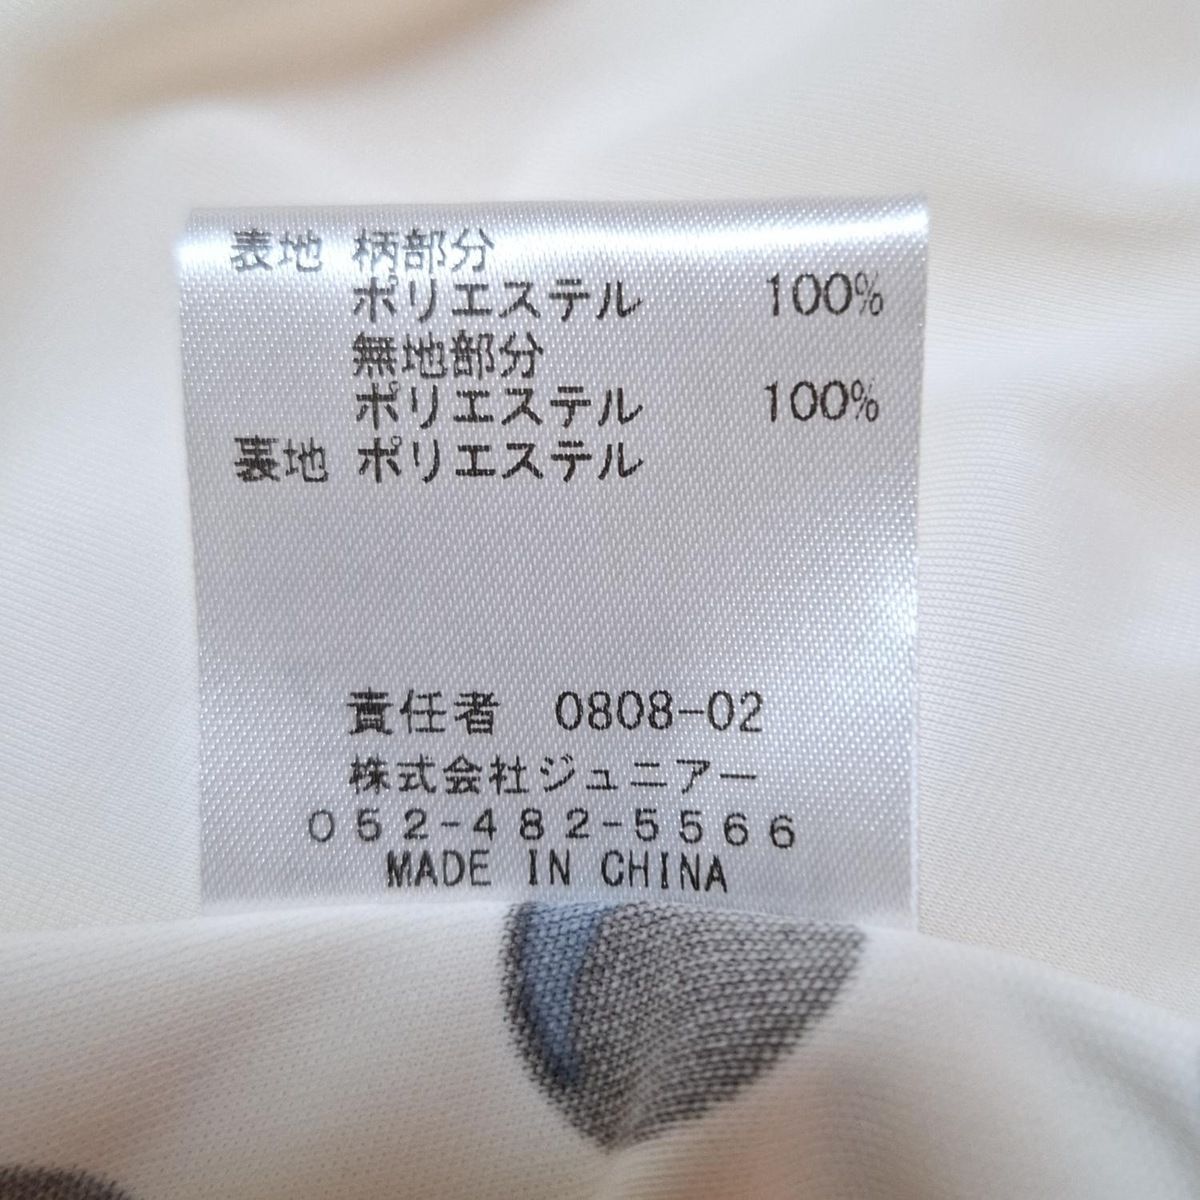 表地 柄部分
ポリエステル 100%
無地部分
ポリエステル 100%
裏地 ポリエステル
責任者 0808-02
株式会社ジュニアー
052-482-5566
MADE IN CHINA